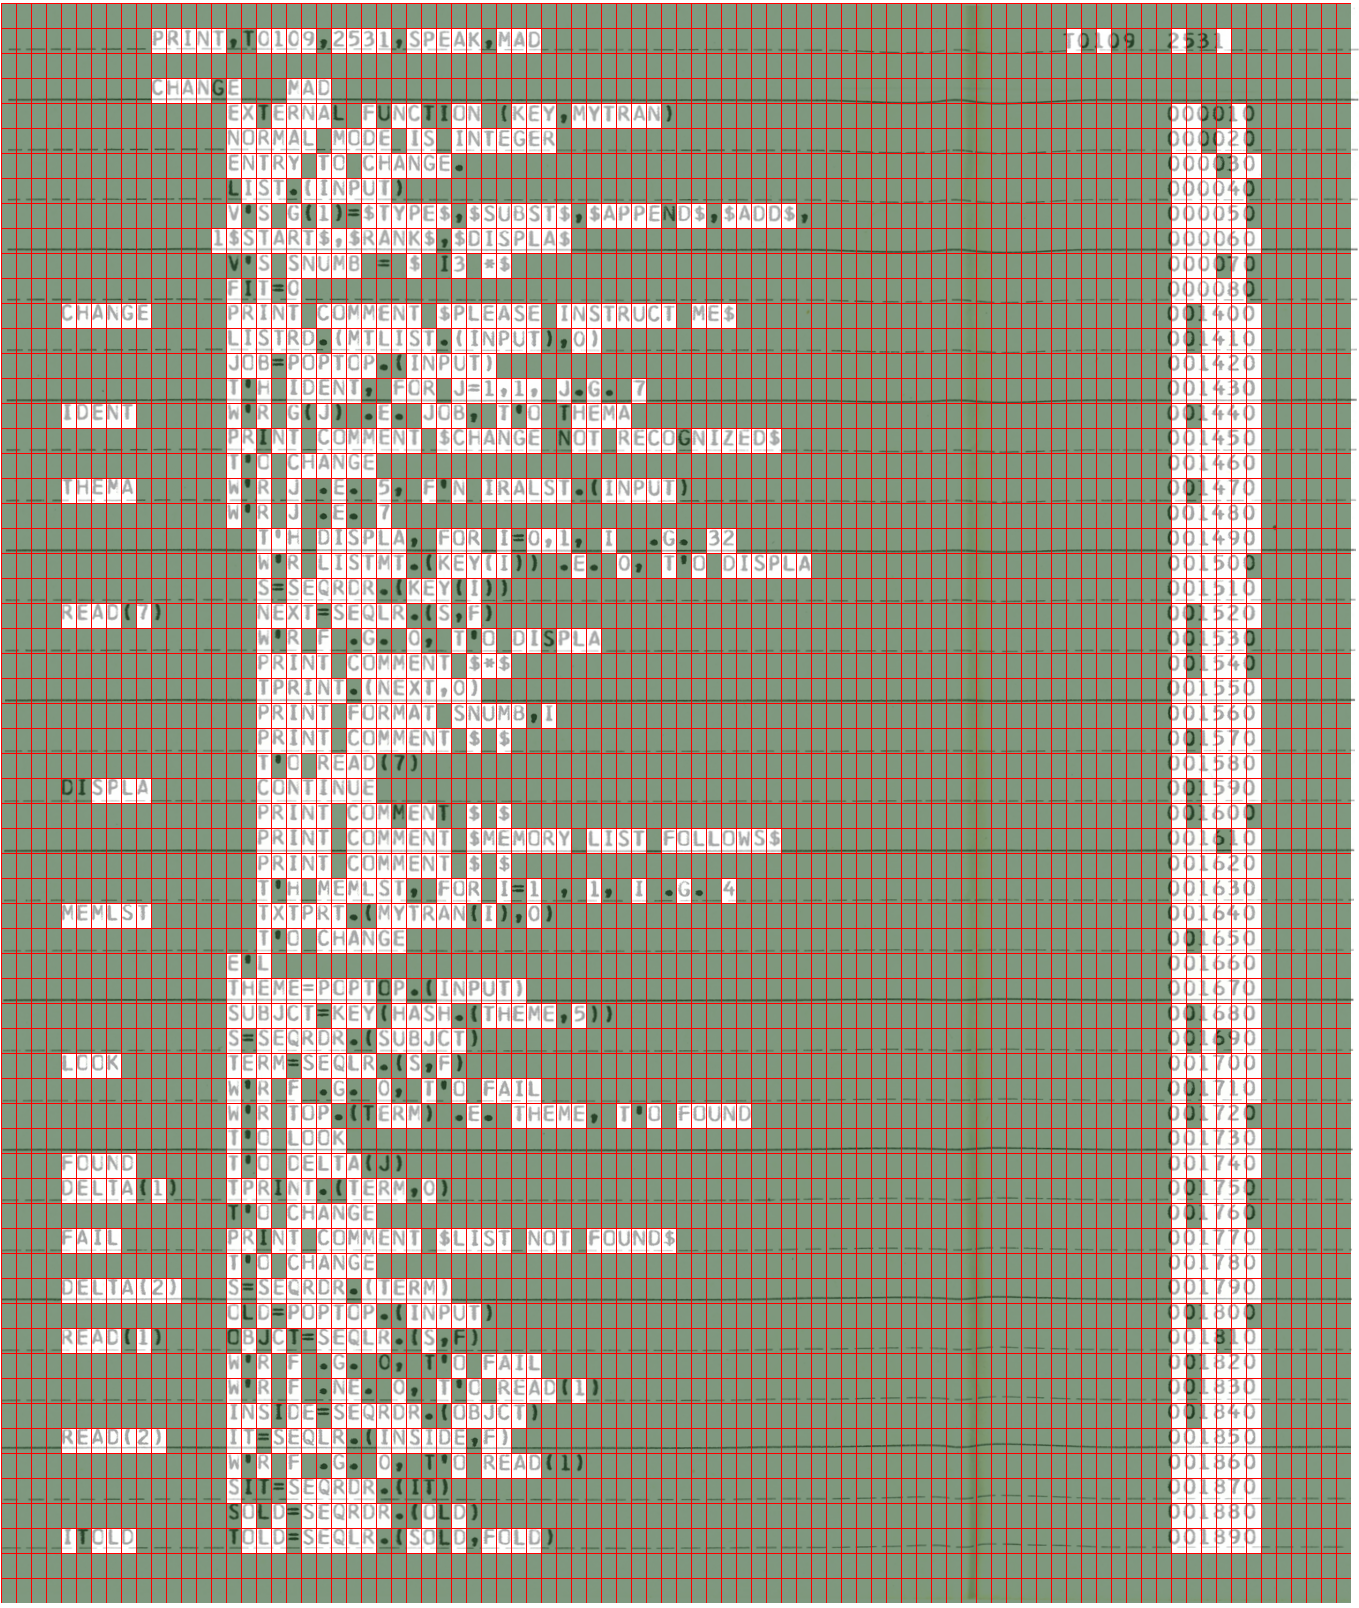 PRINT,T0109,2531,SPEAK,MAD T0109 2531
CHANGE MAD
EXTERNAL FUNCTION (KEY,MYTRAN) 000010
NORMAL MODE IS INTEGER 000020
ENTRY TO CHANGE. 000030
LIST.(INPUT) 000040
V'S G(1)=$TYPE$,$SUBST$,$APPEND$,$ADD$, 000050
1$START$,$RANK$,$DISPLA$ 000060
V'S SNUMB = $ I3 *$ 000070
FIT=0 000080
CHANGE PRINT COMMENT $PLEASE INSTRUCT ME$ 001400
LISTRD.(MTLIST.(INPUT),0) 001410
JOB=POPTOP.(INPUT) 001420
T'H IDENT, FOR J=1,1, J.G. 7 001430
IDENT W'R G(J) .E. JOB, T'O THEMA 001440
PRINT COMMENT $CHANGE NOT RECOGNIZED$ 001450
T'O CHANGE 001460
THEMA W'R J .E. 5, F'N IRALST.(INPUT) 001470
W'R J .E. 7 001480
T'H DISPLA, FOR I=0,1, I .G. 32 001490
W'R LISTMT.(KEY(I)) .E. 0, T'O DISPLA 001500
S=SEQRDR.(KEY(I)) 001510
READ(7) NEXT=SEQLR.(S,F) 001520
W'R F .G. 0, T'O DISPLA 001530
PRINT COMMENT $*$ 001540
TPRINT.(NEXT,0) 001550
PRINT FORMAT SNUMB,I 001560
PRINT COMMENT $ $ 001570
T'O READ(7) 001580
DISPLA CONTINUE 001590
PRINT COMMENT $ $ 001600
PRINT COMMENT $MEMORY LIST FOLLOWS$ 001610
PRINT COMMENT $ $ 001620
T'H MEMLST, FOR I=1 , 1, I .G. 4 001630
MEMLST TXTPRT.(MYTRAN(I),0) 001640
T'O CHANGE 001650
E'L 001660
THEME=POPTOP.(INPUT) 001670
SUBJCT=KEY(HASH.(THEME,5)) 001680
S=SEQRDR.(SUBJCT) 001690
LOOK TERM=SEQLR.(S,F) 001700
W'R F .G. 0, T'O FAIL 001710
W'R TOP.(TERM) .E. THEME, T'O FOUND 001720
T'O LOOK 001730
FOUND T'O DELTA(J) 001740
DELTA(1) TPRINT.(TERM,0) 001750
T'O CHANGE 001760
FAIL PRINT COMMENT $LIST NOT FOUND$ 001770
T'O CHANGE 001780
DELTA(2) S=SEQRDR.(TERM) 001790
OLD=POPTOP.(INPUT) 001800
READ(1) OBJCT=SEQLR.(S,F) 001810
W'R F .G. 0, T'O FAIL 001820
W'R F .NE. 0, T'O READ(1) 001830
INSIDE=SEQRDR.(OBJCT) 001840
READ(2) IT=SEQLR.(INSIDE,F) 001850
W'R F .G. 0, T'O READ(1) 001860
SIT=SEQRDR.(IT) 001870
SOLD=SEQRDR.(OLD) 001880
ITOLD TOLD=SEQLR.(SOLD,FOLD) 001890